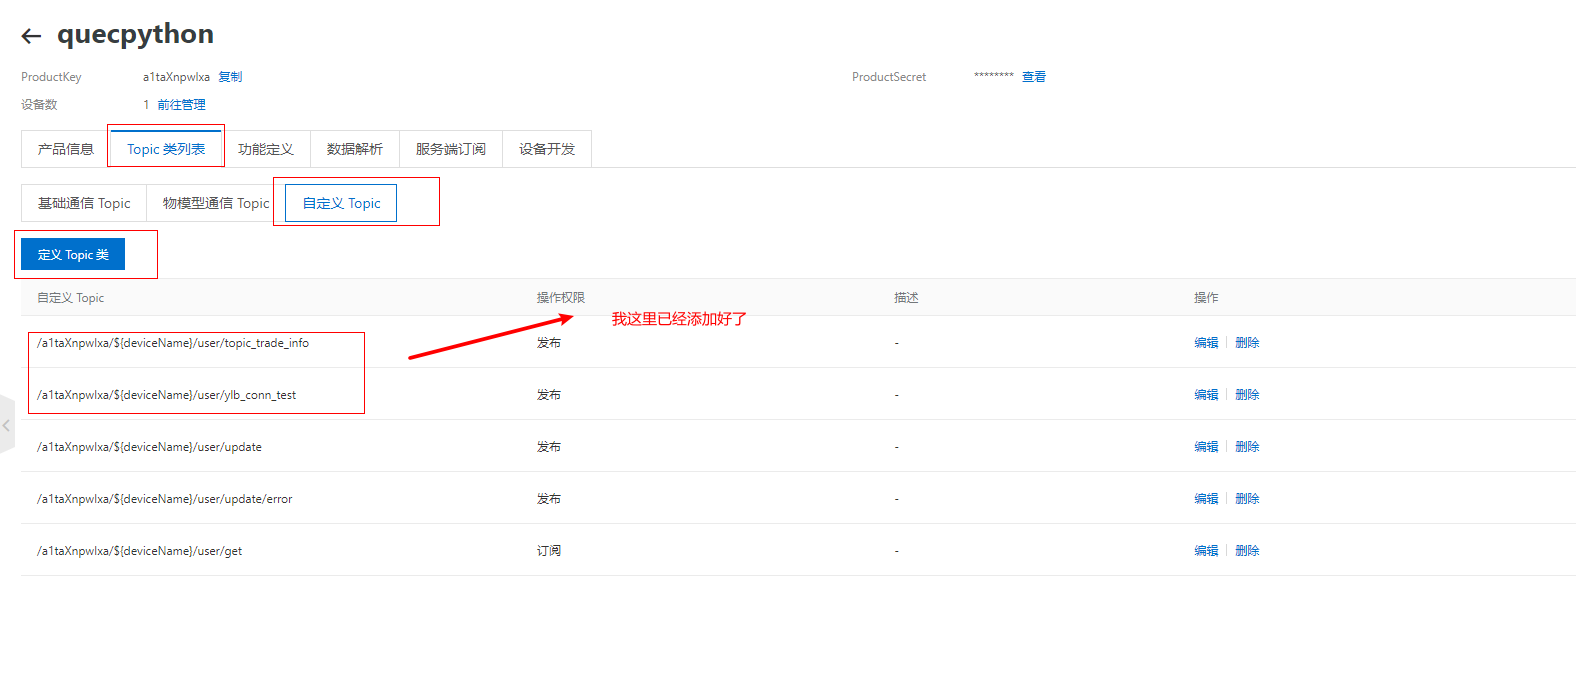 quecpython
ProductKey a1taXnpwlxa 复制 ProductSecret ******** 查看
设备数 1 前往管理
产品信息 Topic 类列表 功能定义 数据解析 服务端订阅 设备开发
基础通信 Topic 物模型通信 Topic 自定义 Topic
定义 Topic 类
自定义 Topic 操作权限 描述 操作
我这里已经添加好了
/a1taXnpwlxa/${deviceName}/user/topic_trade_info 发布 - 编辑 删除
/a1taXnpwlxa/${deviceName}/user/ylb_conn_test 发布 - 编辑 删除
/a1taXnpwlxa/${deviceName}/user/update 发布 - 编辑 删除
/a1taXnpwlxa/${deviceName}/user/update/error 发布 - 编辑 删除
/a1taXnpwlxa/${deviceName}/user/get 订阅 - 编辑 删除